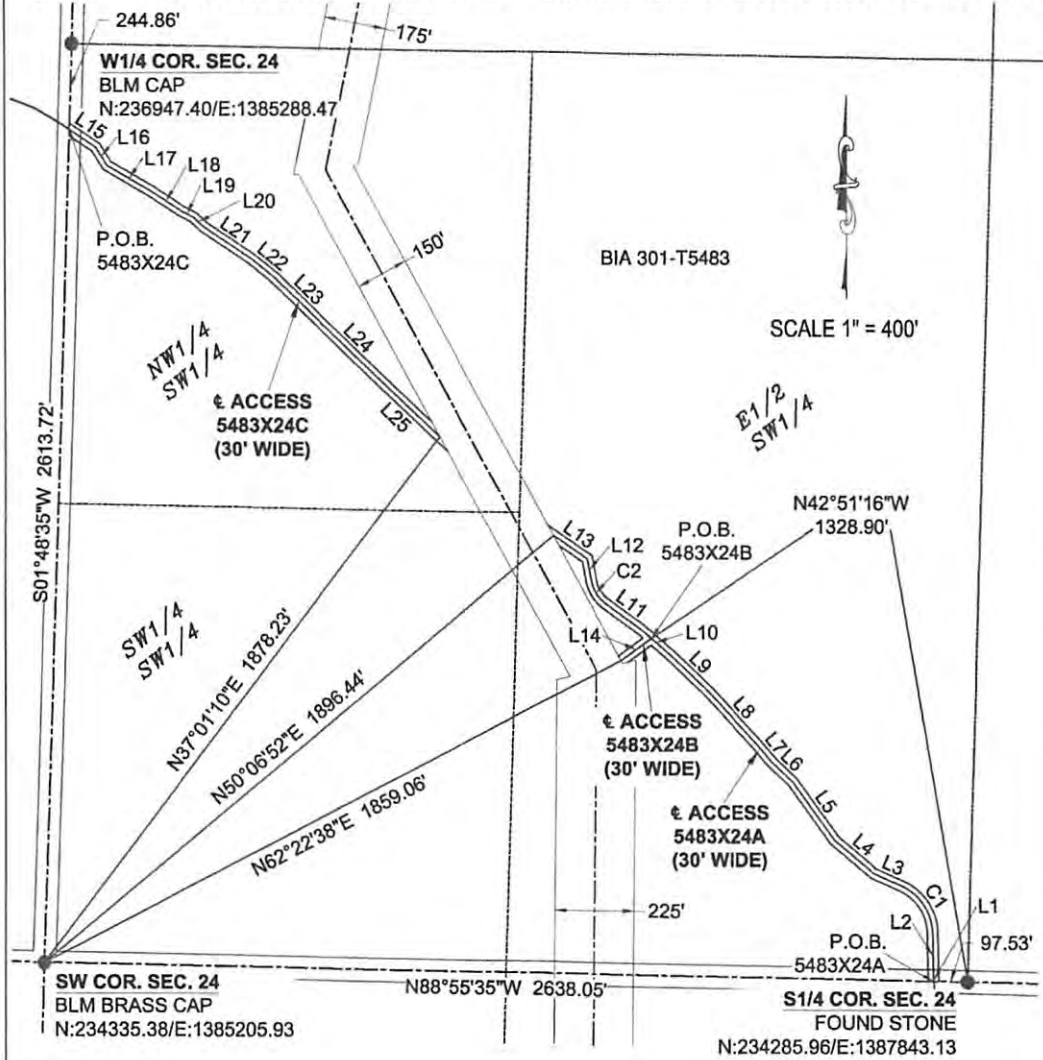 244.86'
175'
W1/4 COR. SEC. 24
BLM CAP
N:236947.40/E:1385288.47
L15
L16
L17
L18
L19
L20
P.O.B.
5483X24C
L21
L22
L23
L24
L25
150'
BIA 301-T5483
SCALE 1" = 400'
NW1/4
SW1/4
℄ ACCESS
5483X24C
(30' WIDE)
E1/2
SW1/4
S01°48'35"W 2613.72'
N42°51'16"W
1328.90'
P.O.B.
5483X24B
L13
L12
C2
L11
L14
L10
L9
L8
L7
L6
L5
L4
L3
C1
L2
L1
SW1/4
SW1/4
N37°01'10"E 1878.23'
N50°06'52"E 1896.44'
N62°22'38"E 1859.06'
℄ ACCESS
5483X24B
(30' WIDE)
℄ ACCESS
5483X24A
(30' WIDE)
225'
P.O.B.
5483X24A
97.53'
SW COR. SEC. 24
BLM BRASS CAP
N:234335.38/E:1385205.93
N88°55'35"W 2638.05'
S1/4 COR. SEC. 24
FOUND STONE
N:234285.96/E:1387843.13